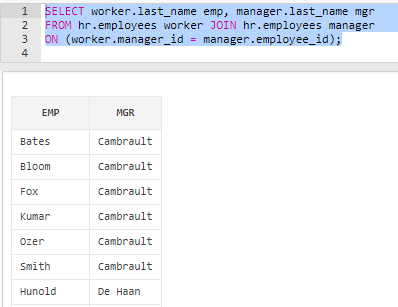 1 SELECT worker.last_name emp, manager.last_name mgr
2 FROM hr.employees worker JOIN hr.employees manager
3 ON (worker.manager_id = manager.employee_id);
4
EMP MGR
Bates Cambrault
Bloom Cambrault
Fox Cambrault
Kumar Cambrault
Ozer Cambrault
Smith Cambrault
Hunold De Haan